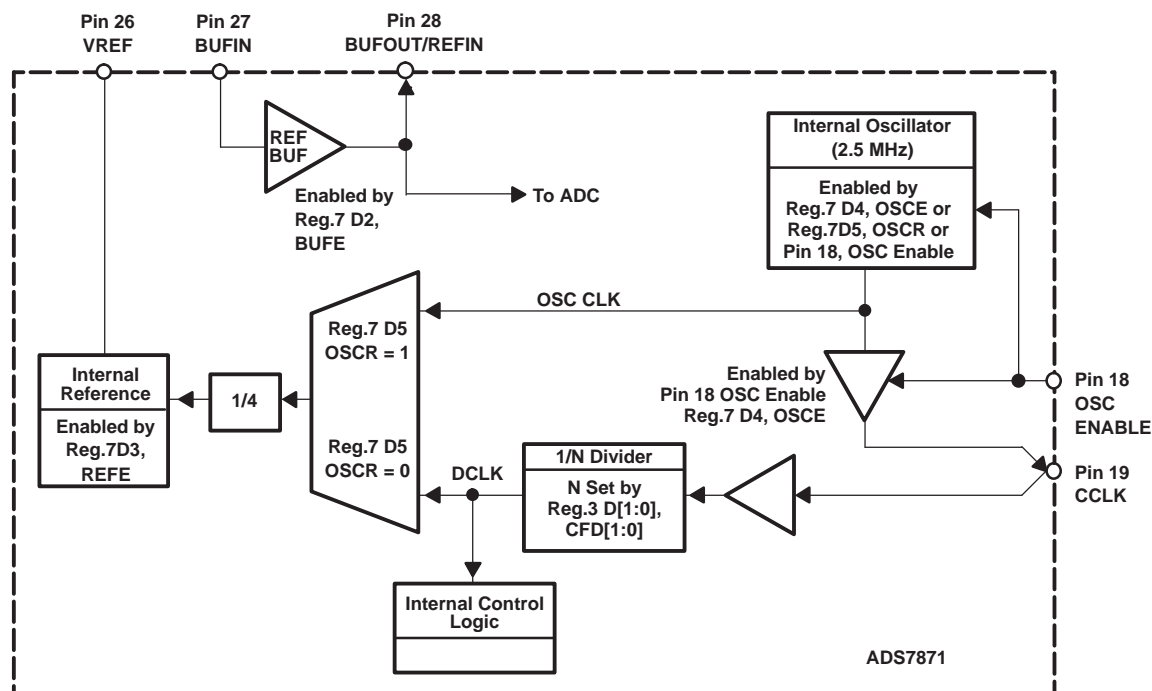 Pin 26
VREF
Pin 27
BUFIN
Pin 28
BUFOUT/REFIN
REF
BUF
Enabled by
Reg.7 D2,
BUFE
To ADC
Internal Oscillator
(2.5 MHz)
Enabled by
Reg.7 D4, OSCE or
Reg.7D5, OSCR or
Pin 18, OSC Enable
OSC CLK
Reg.7 D5
OSCR = 1
Reg.7 D5
OSCR = 0
Internal
Reference
Enabled by
Reg.7D3,
REFE
1/4
Enabled by
Pin 18 OSC Enable
Reg.7 D4, OSCE
Pin 18
OSC
ENABLE
DCLK
1/N Divider
N Set by
Reg.3 D[1:0],
CFD[1:0]
Pin 19
CCLK
Internal Control
Logic
ADS7871